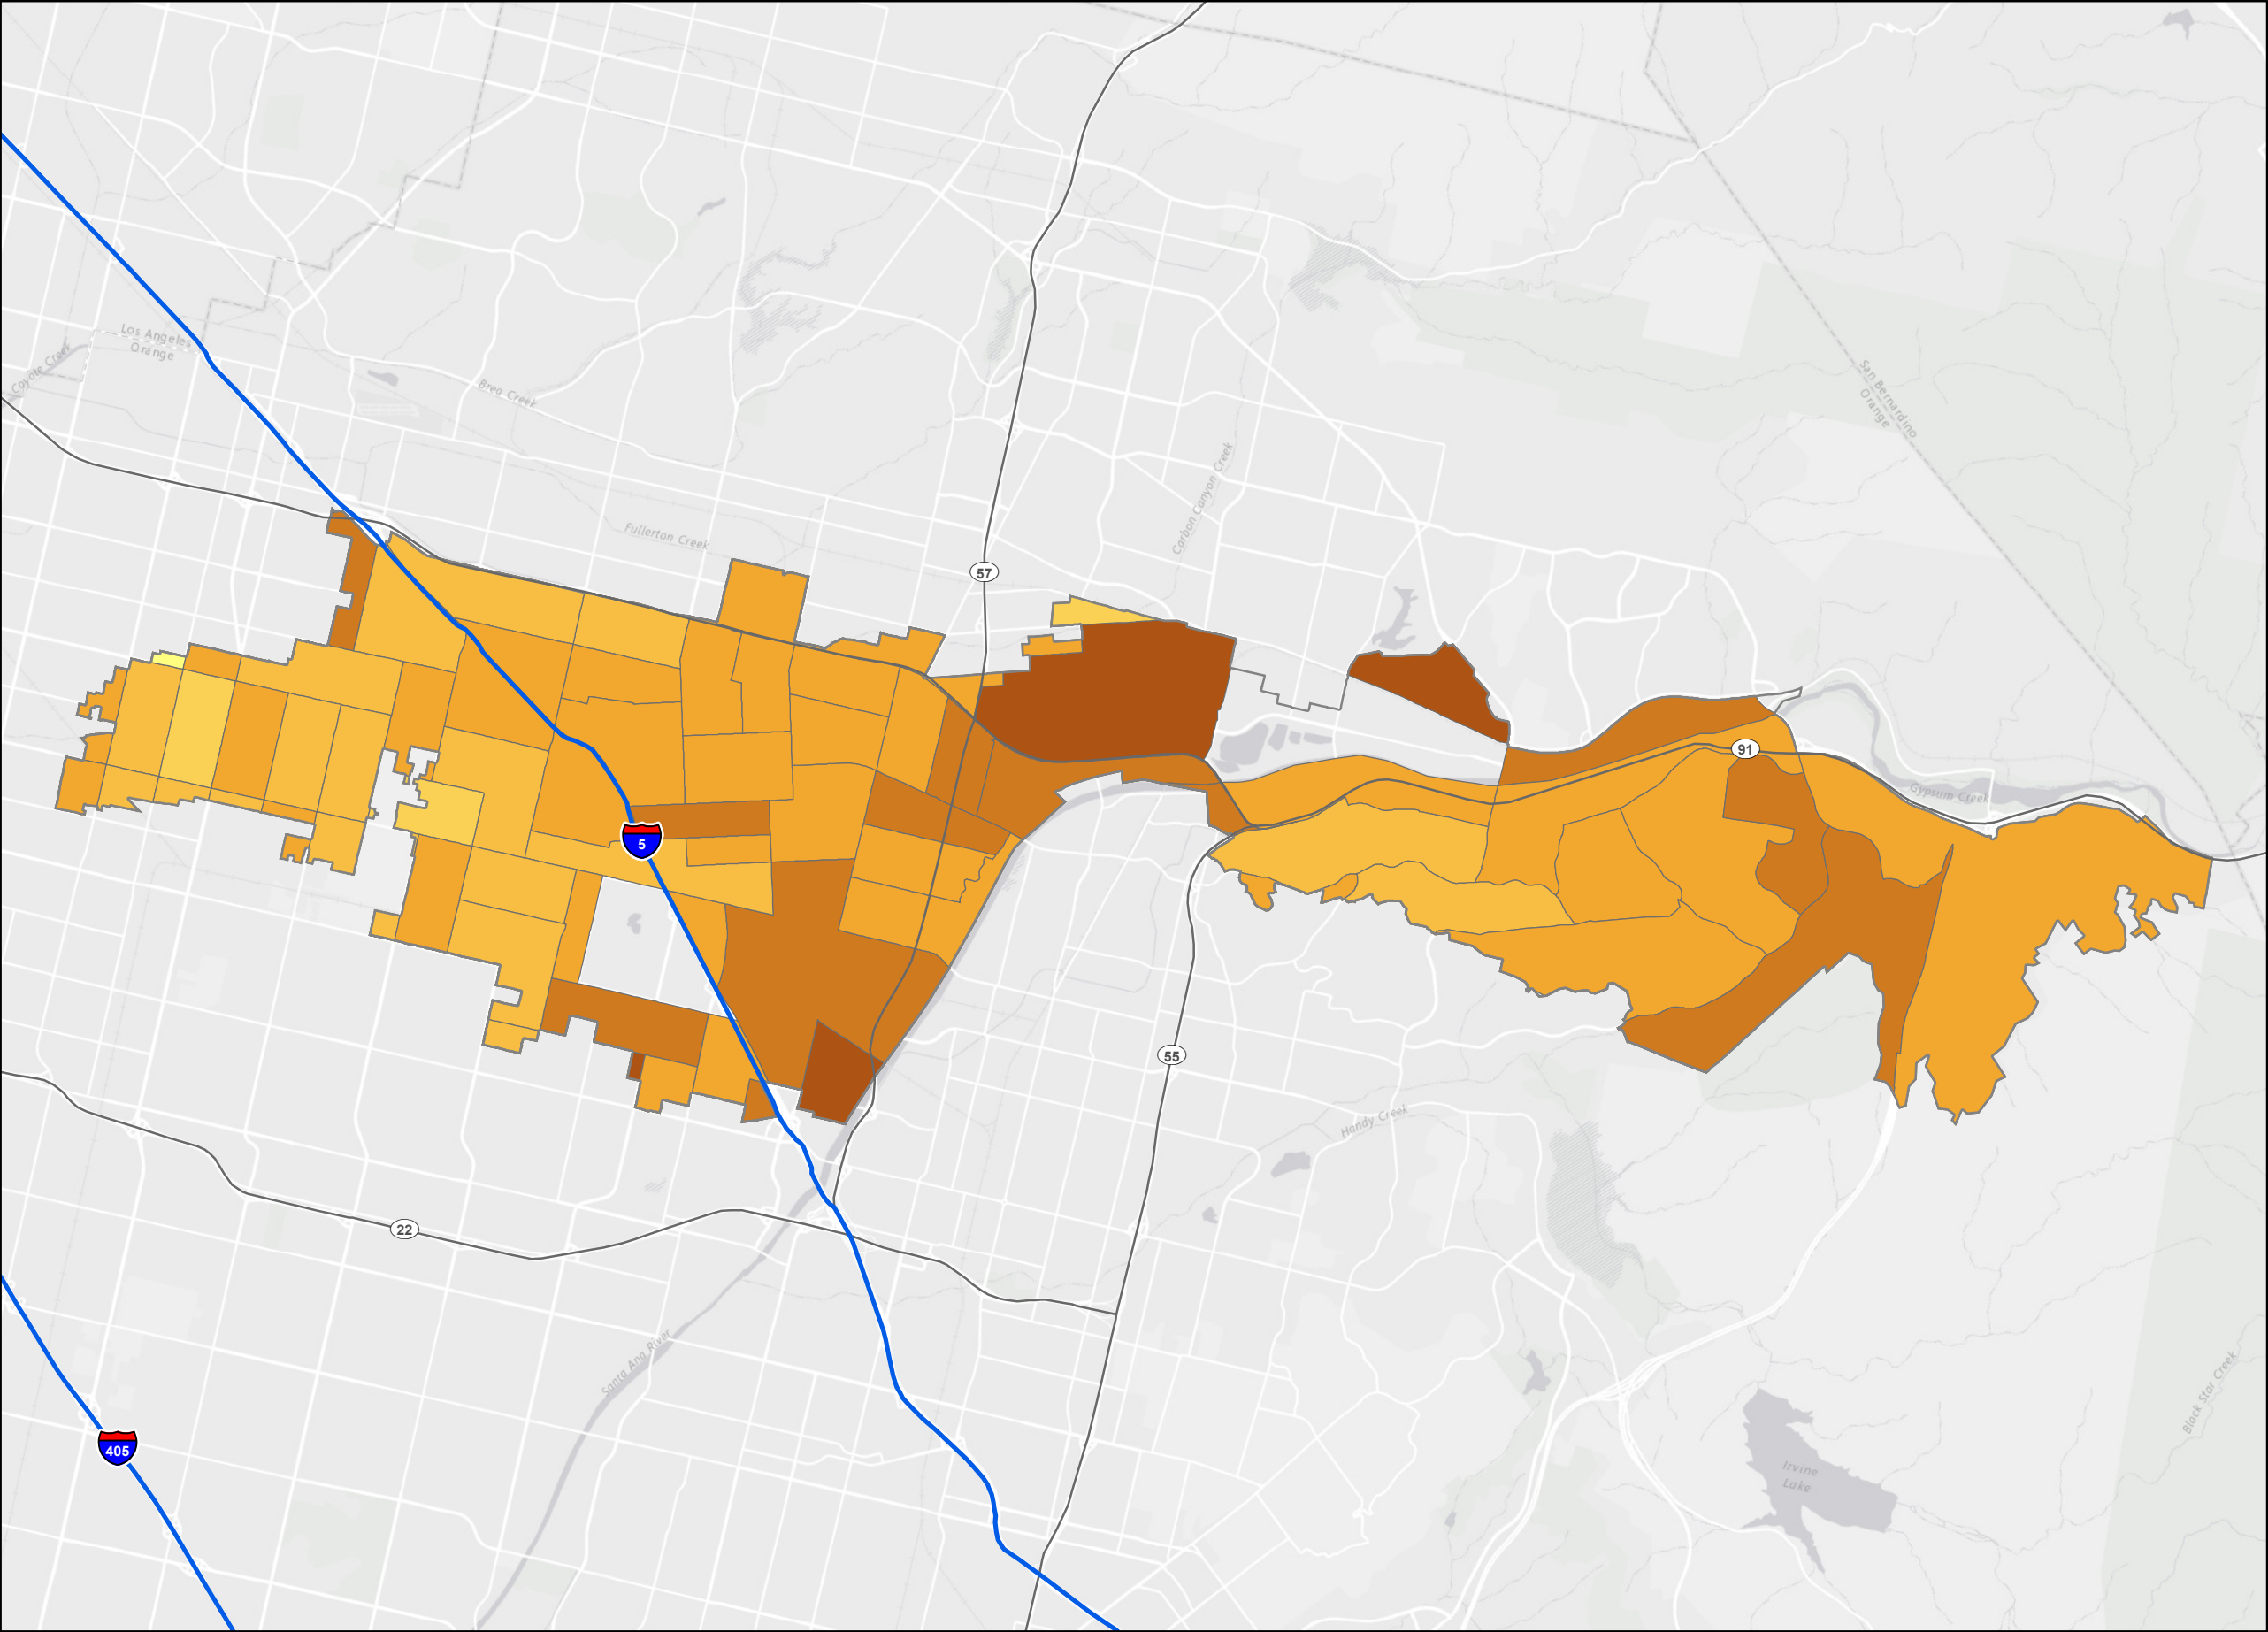 Los Angeles
Orange
Coyote Creek
Brea Creek
San Bernardino
Orange
Carbon Canyon Creek
Fullerton Creek
57
91
Gypsum Creek
5
55
Handy Creek
22
Santa Ana River
Black Star Creek
405
Irvine
Lake